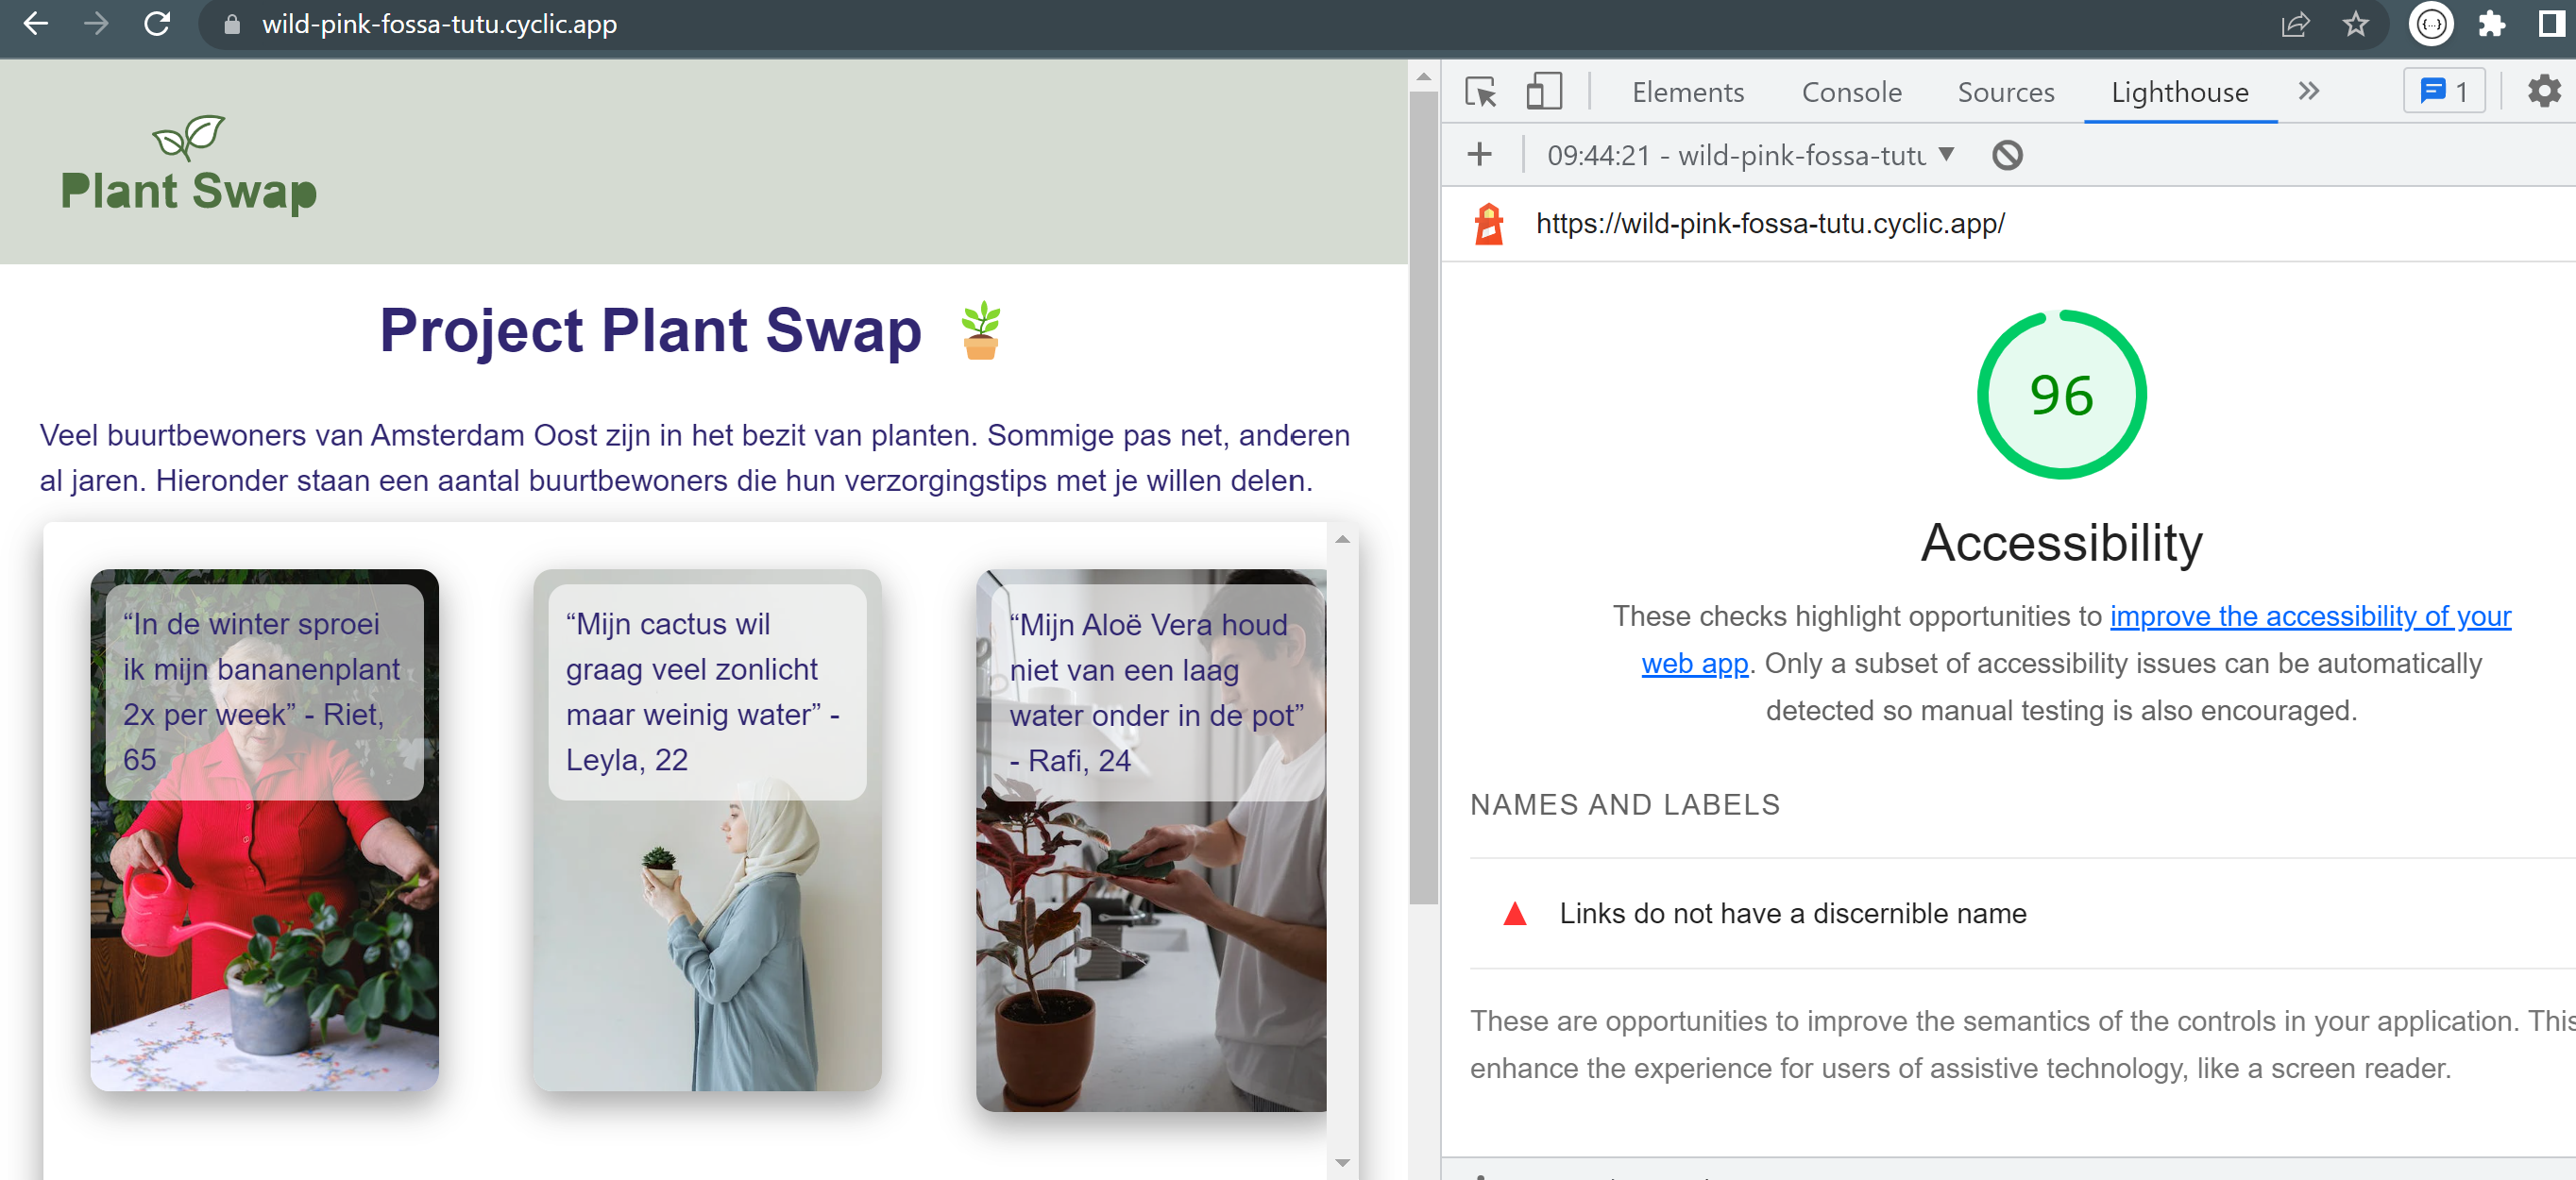 wild-pink-fossa-tutu.cyclic.app
Elements Console Sources Lighthouse
1
09:44:21 - wild-pink-fossa-tutu
https://wild-pink-fossa-tutu.cyclic.app/
Plant Swap
Project Plant Swap
Veel buurtbewoners van Amsterdam Oost zijn in het bezit van planten. Sommige pas net, anderen
al jaren. Hieronder staan een aantal buurtbewoners die hun verzorgingstips met je willen delen.
“In de winter sproei
ik mijn bananenplant
2x per week” - Riet,
65
“Mijn cactus wil
graag veel zonlicht
maar weinig water” -
Leyla, 22
“Mijn Aloë Vera houd
niet van een laag
water onder in de pot”
- Rafi, 24
96
Accessibility
These checks highlight opportunities to improve the accessibility of your
web app. Only a subset of accessibility issues can be automatically
detected so manual testing is also encouraged.
NAMES AND LABELS
Links do not have a discernible name
These are opportunities to improve the semantics of the controls in your application. This
enhance the experience for users of assistive technology, like a screen reader.